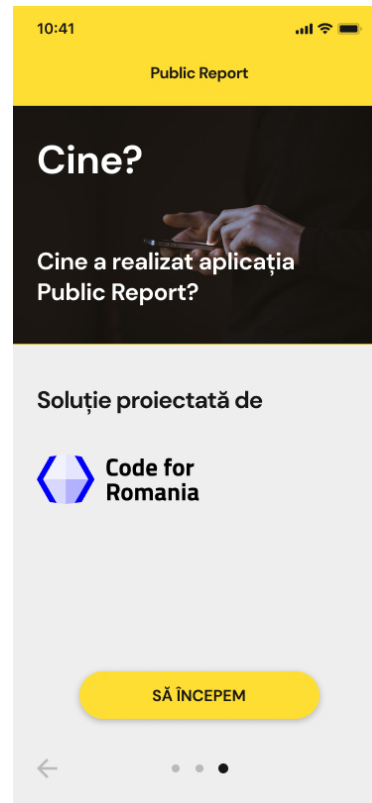 10:41
Public Report
Cine?
Cine a realizat aplicația
Public Report?
Soluție proiectată de
Code for
Romania
SĂ ÎNCEPEM